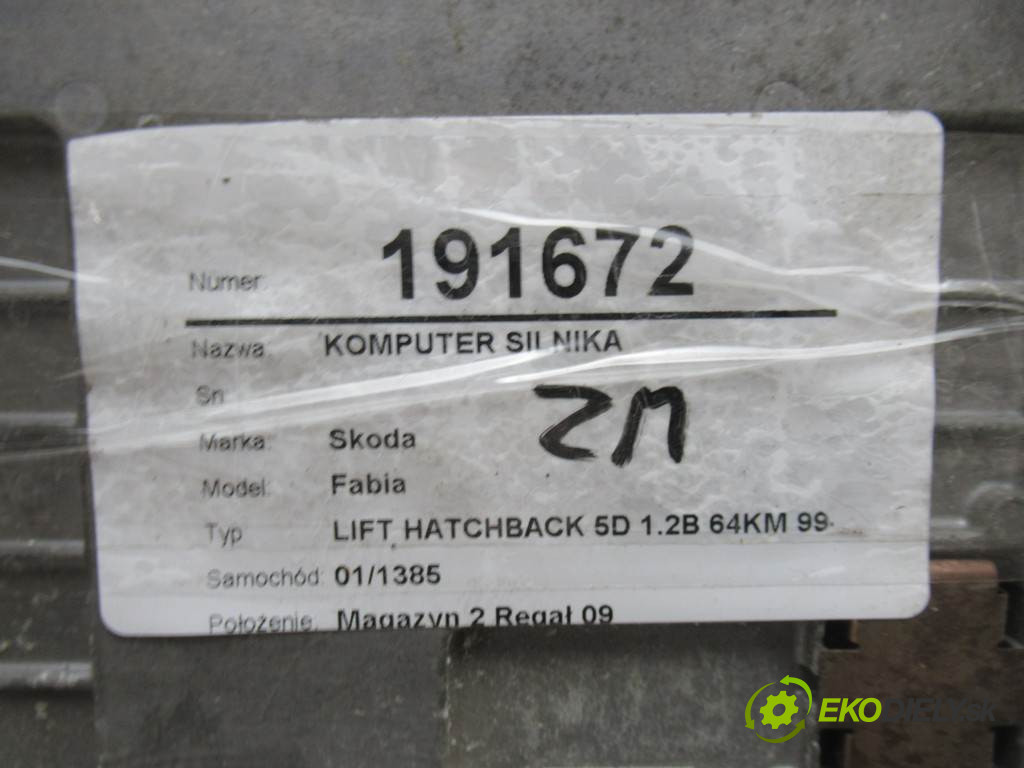 Numer: 191672
Nazwa: KOMPUTER SILNIKA
Sn
ZM
Marka: Skoda
Model: Fabia
Typ LIFT HATCHBACK 5D 1.2B 64KM 99-
Samochód: 01/1385
Położenie: Magazyn 2 Regał 09
EKO